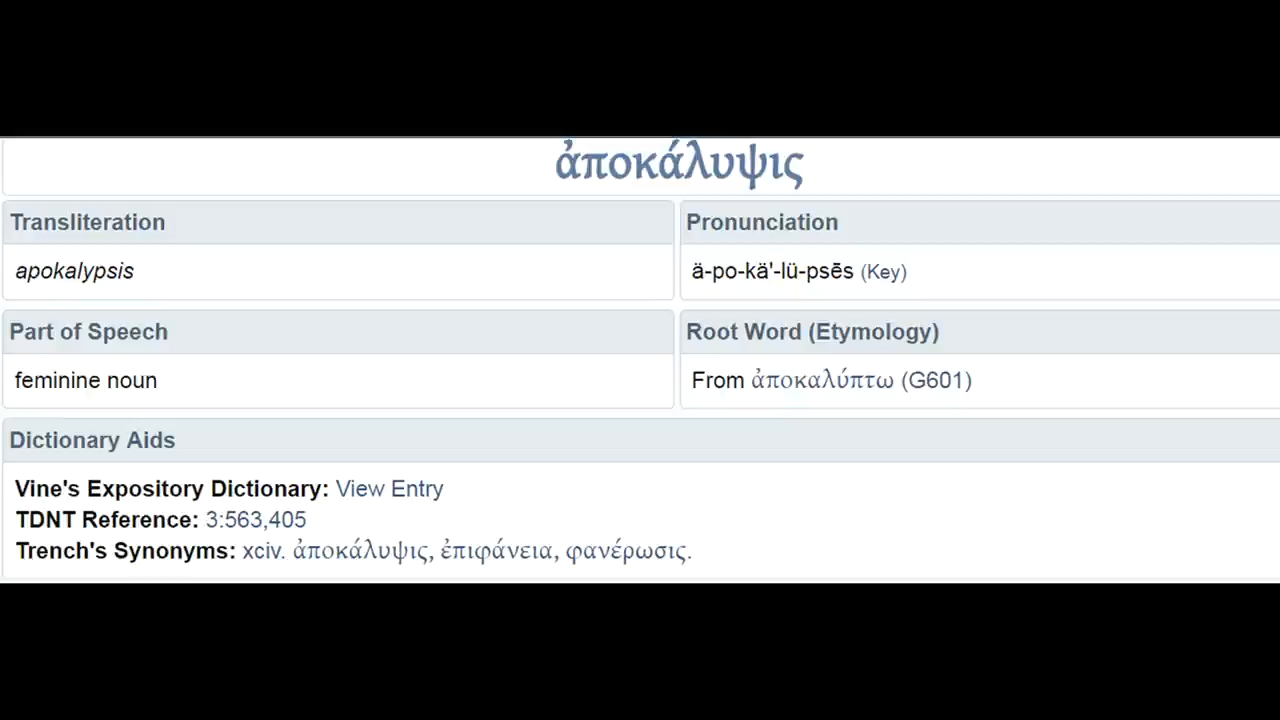 ἀποκάλυψις
Transliteration
Pronunciation
apokalypsis
ä-po-kä'-lü-psēs (Key)
Part of Speech
Root Word (Etymology)
feminine noun
From ἀποκαλύπτω (G601)
Dictionary Aids
Vine's Expository Dictionary: View Entry
TDNT Reference: 3:563,405
Trench's Synonyms: xciv. ἀποκάλυψις, ἐπιφάνεια, φανέρωσις.